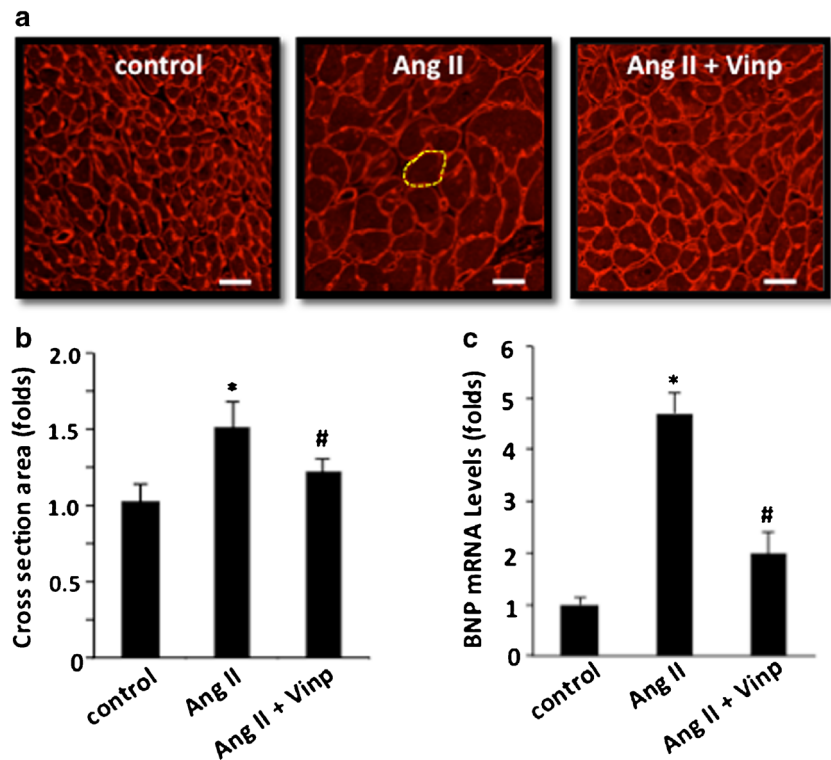 a
control
Ang II
Ang II + Vinp
b
Cross section area (folds)
2.0
1.5
1.0
0.5
0
*
#
control
Ang II
Ang II + Vinp
c
BNP mRNA Levels (folds)
6
5
4
3
2
1
0
*
#
control
Ang II
Ang II + Vinp